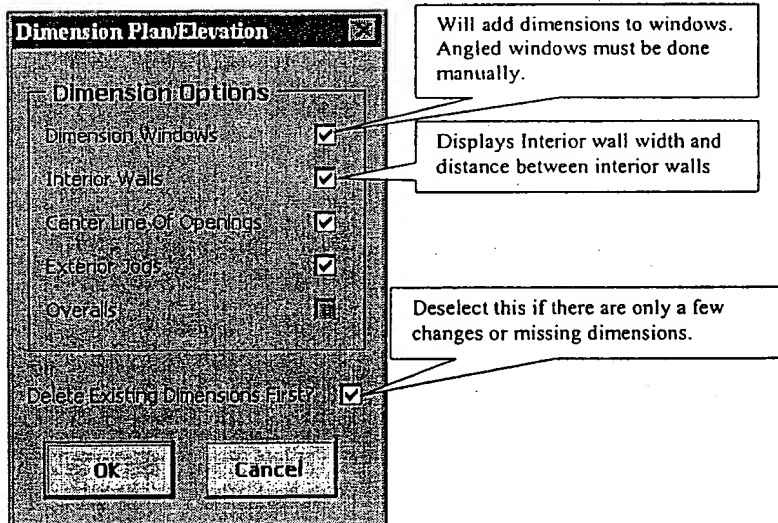 Dimension Plan/Elevation
Dimension Options
Dimension Windows
Interior Walls
Center Line Of Openings
Exterior Jogs
Overalls
Delete Existing Dimensions First?
OK
Cancel
Will add dimensions to windows.
Angled windows must be done
manually.
Displays Interior wall width and
distance between interior walls
Deselect this if there are only a few
changes or missing dimensions.